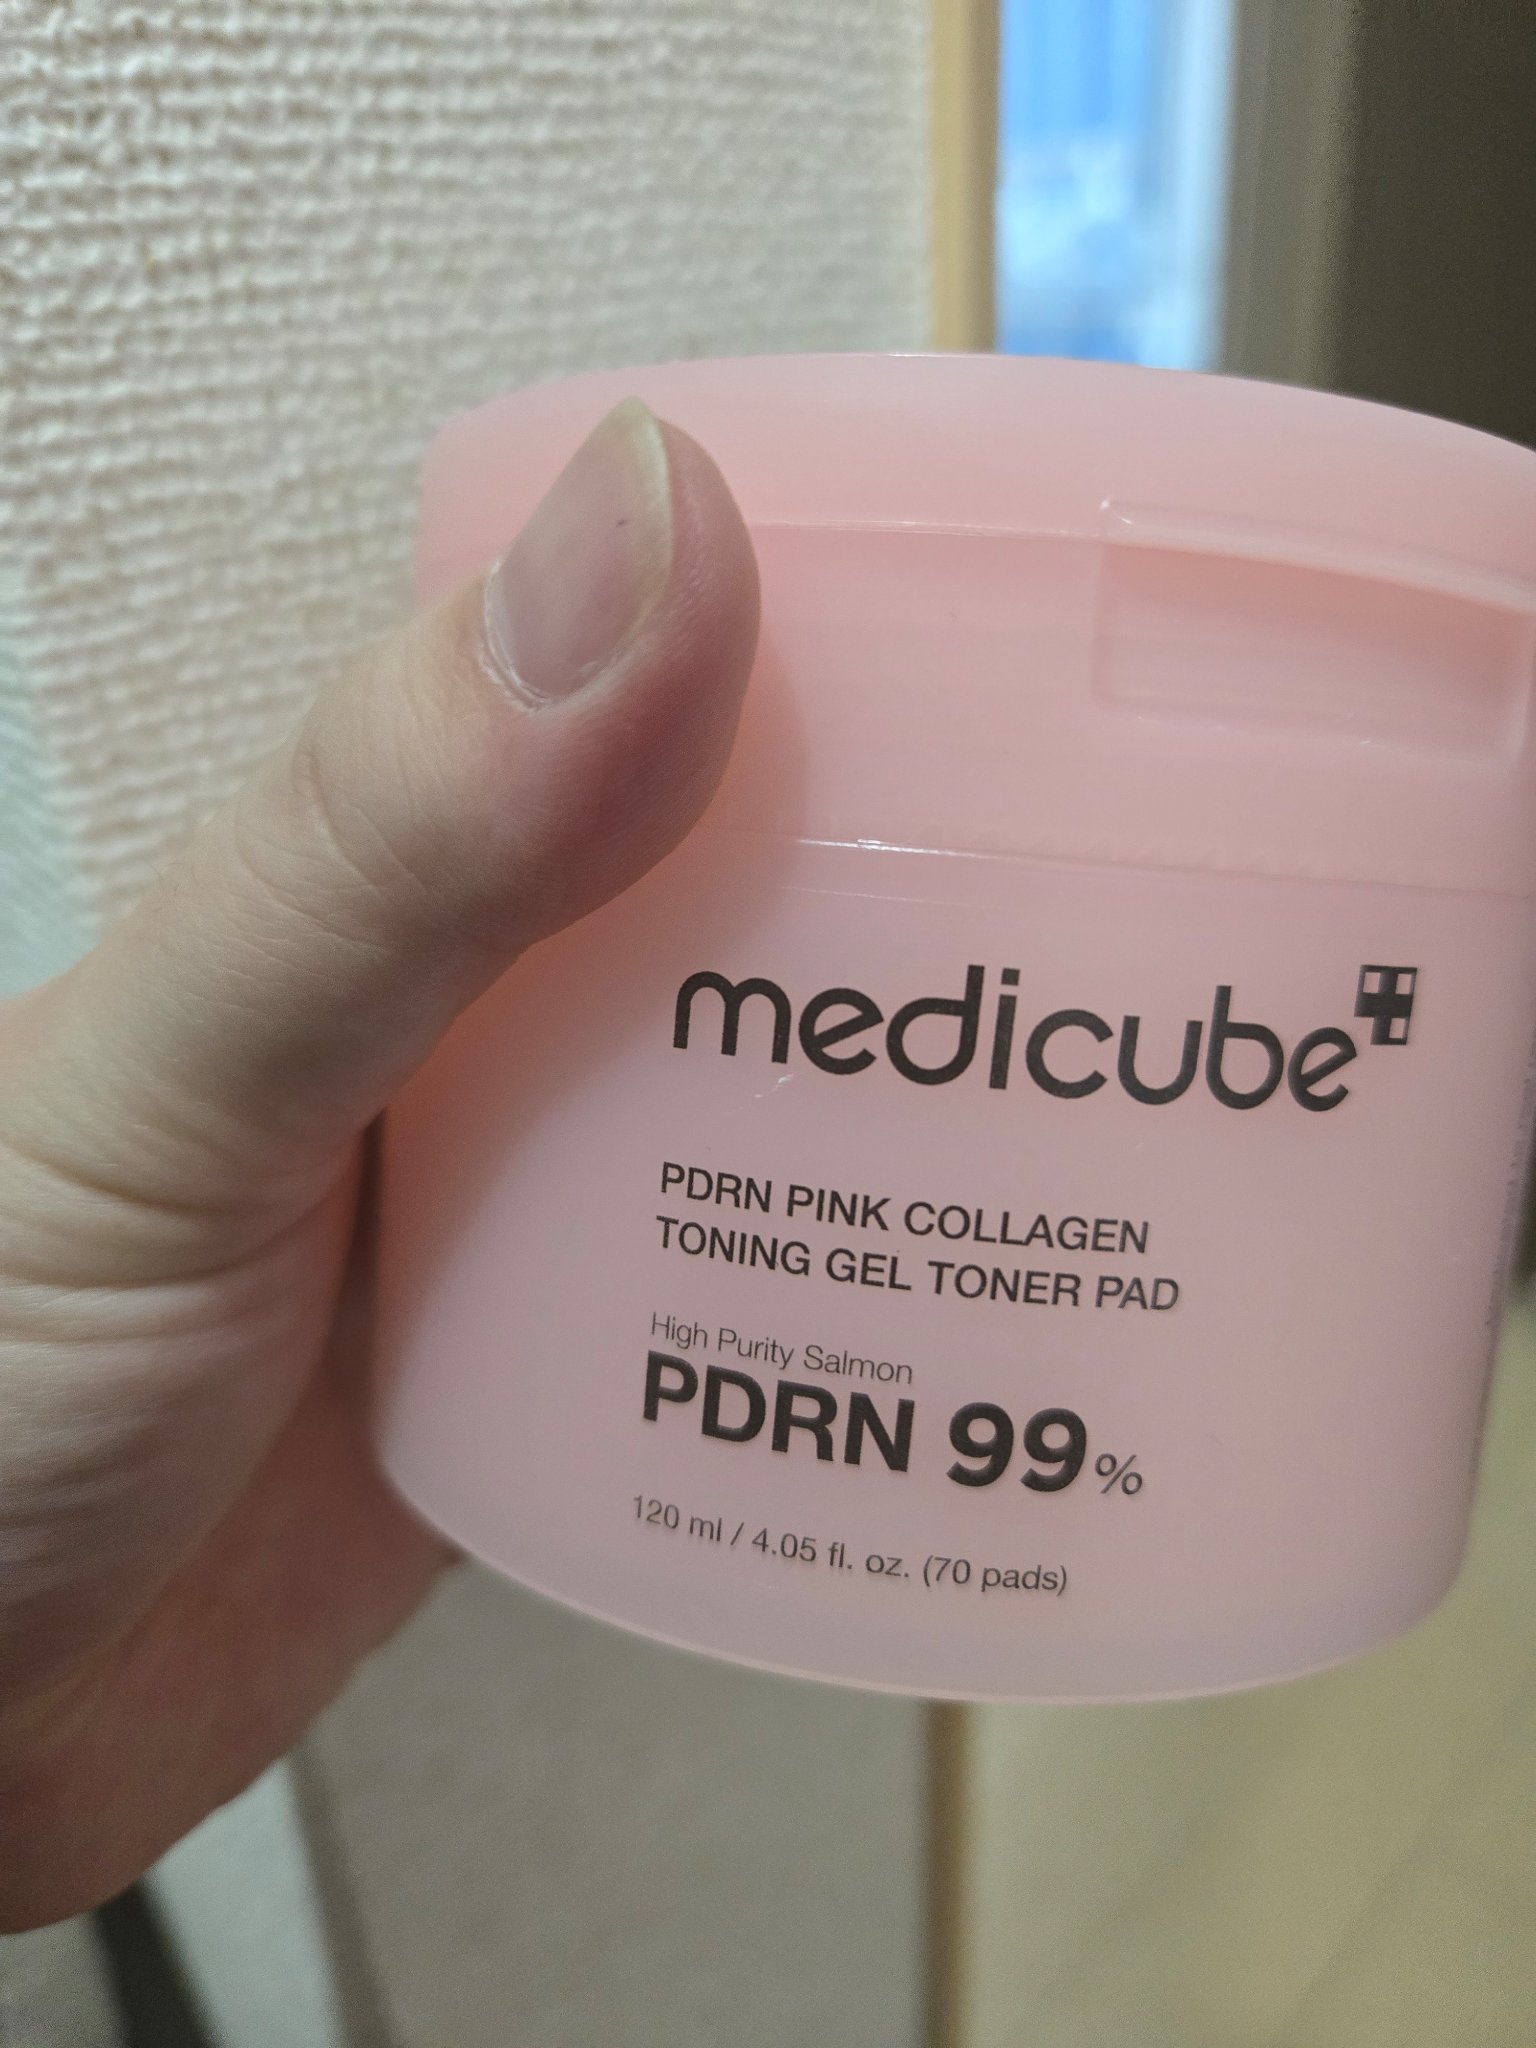 medicube
PDRN PINK COLLAGEN
TONING GEL TONER PAD
High Purity Salmon
PDRN 99%
120 ml / 4.05 fl. oz. (70 pads)